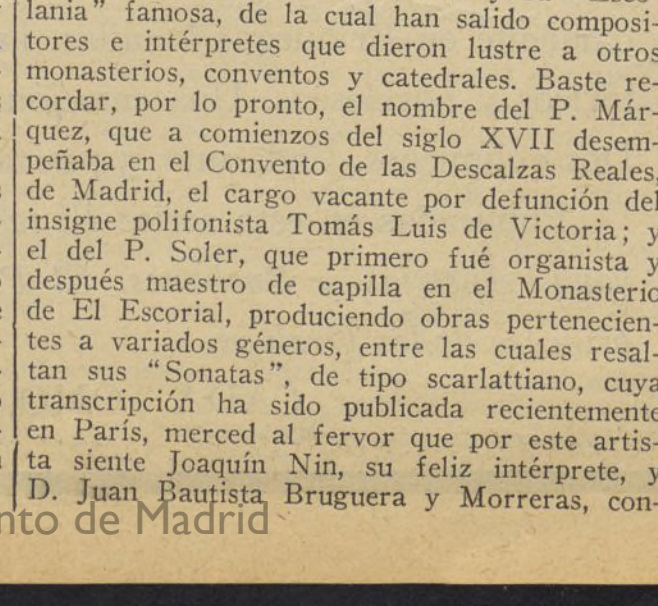 lania” famosa, de la cual han salido composi-
tores e intérpretes que dieron lustre a otros
monasterios, conventos y catedrales. Baste re-
cordar, por lo pronto, el nombre del P. Már-
quez, que a comienzos del siglo XVII desem-
peñaba en el Convento de las Descalzas Reales,
de Madrid, el cargo vacante por defunción del
insigne polifonista Tomás Luis de Victoria; y
el del P. Soler, que primero fué organista y
después maestro de capilla en el Monasterio
de El Escorial, produciendo obras pertenecien-
tes a variados géneros, entre las cuales resal-
tan sus “Sonatas”, de tipo scarlattiano, cuya
transcripción ha sido publicada recientemente
en París, merced al fervor que por este artis-
ta siente Joaquín Nin, su feliz intérprete, y
D. Juan Bautista Bruguera y Morreras, con-
nto de Madrid